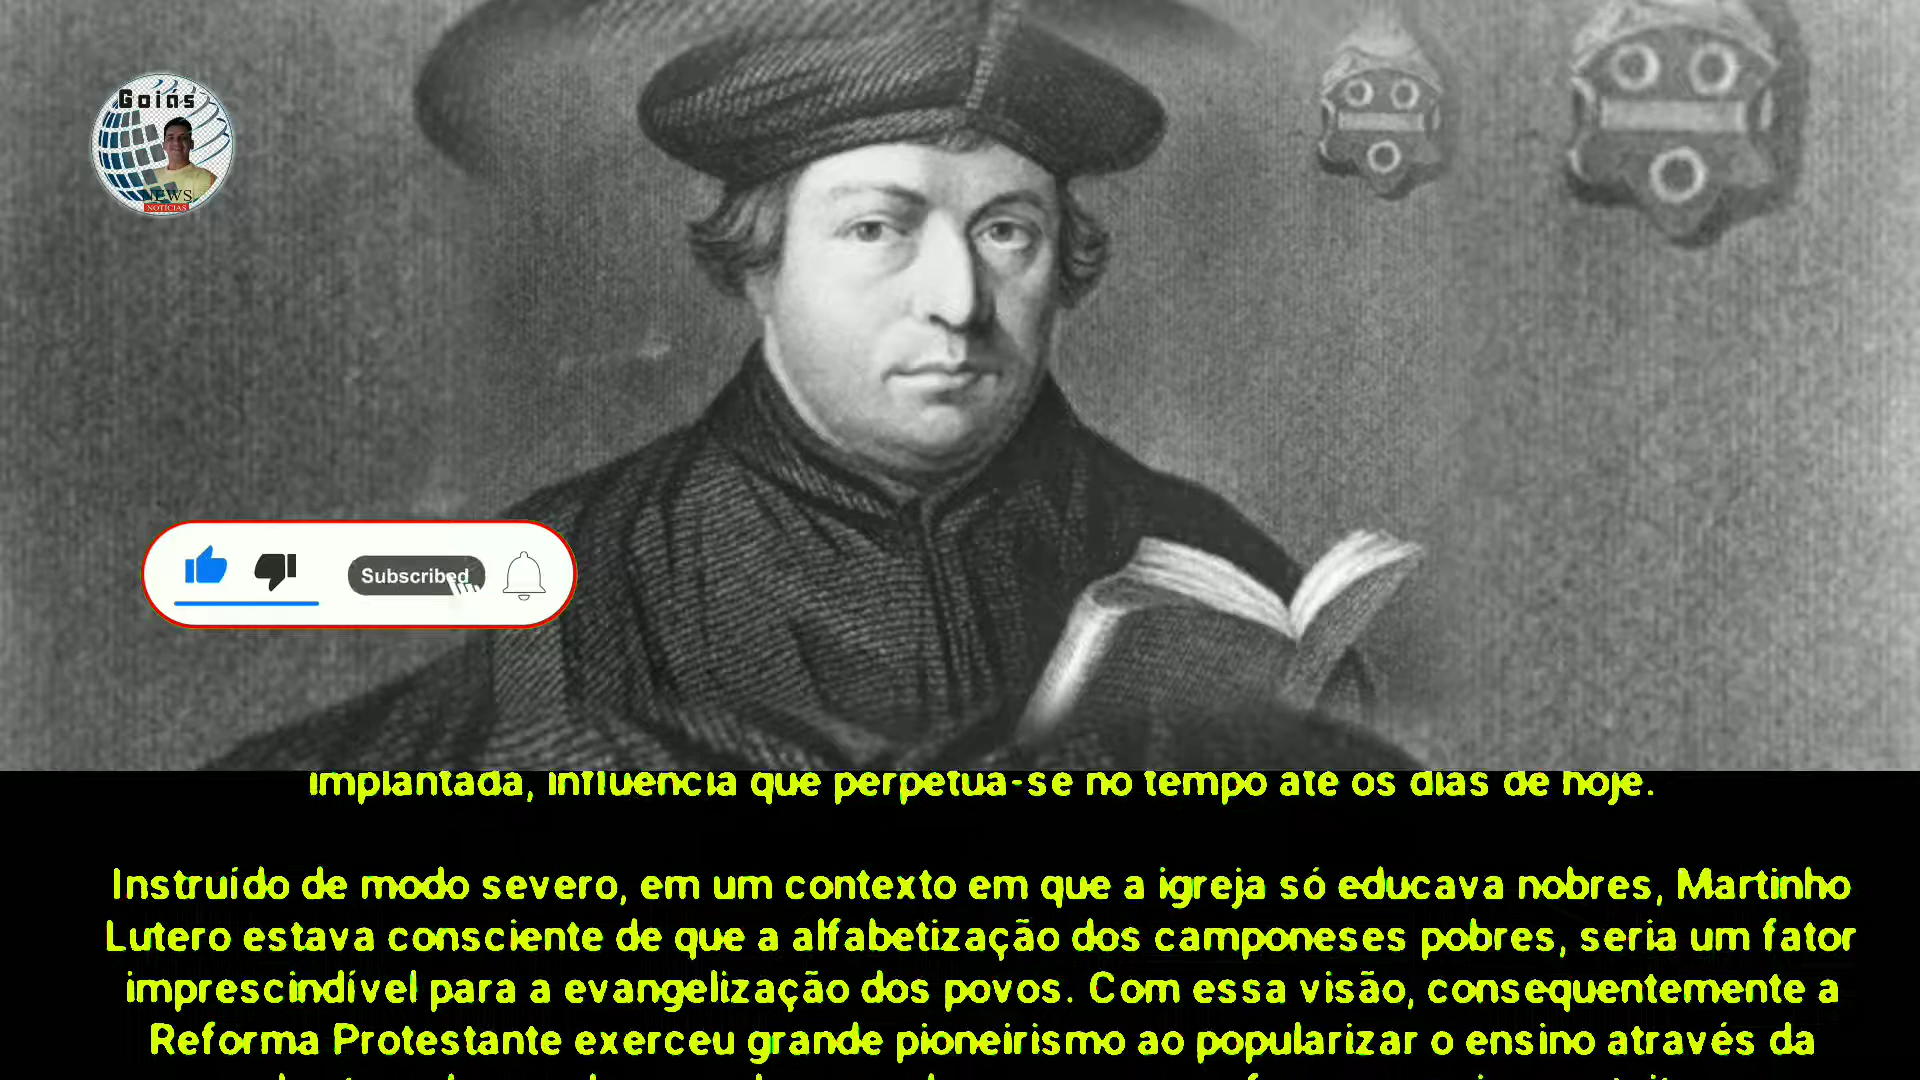 Goiás
NEWS
NOTÍCIAS
Subscribed
implantada, influência que perpetua-se no tempo até os dias de hoje.
Instruído de modo severo, em um contexto em que a igreja só educava nobres, Martinho
Lutero estava consciente de que a alfabetização dos camponeses pobres, seria um fator
imprescindível para a evangelização dos povos. Com essa visão, consequentemente a
Reforma Protestante exerceu grande pioneirismo ao popularizar o ensino através da